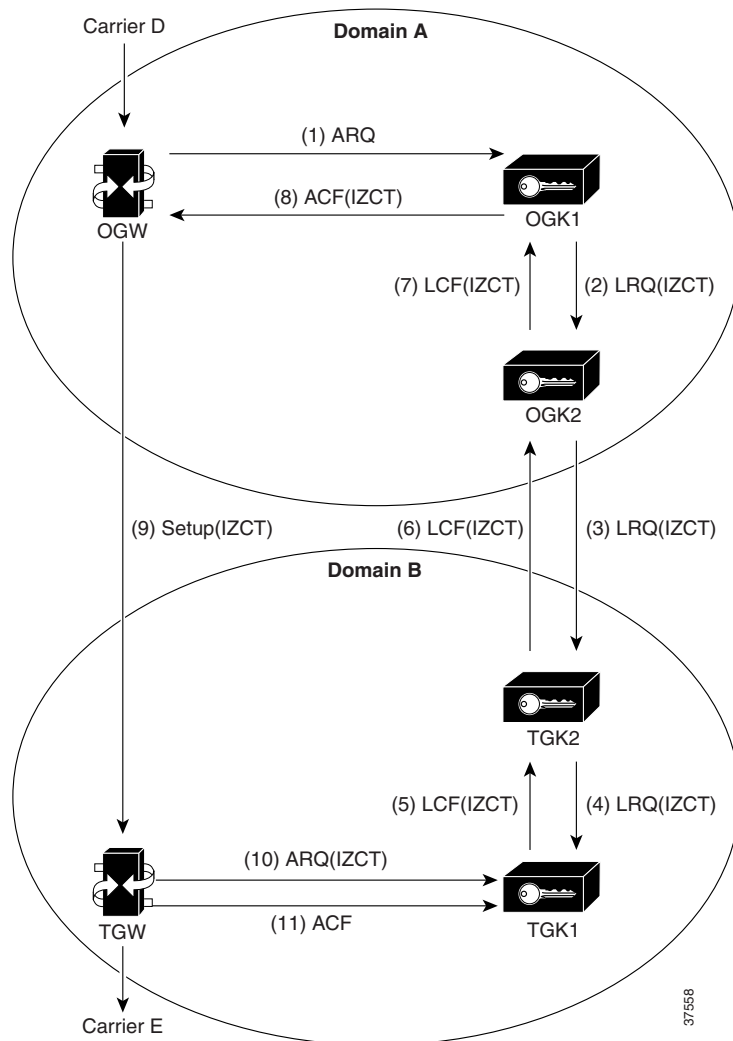 Carrier D
Domain A
(1) ARQ
(8) ACF(IZCT)
OGW
OGK1
(7) LCF(IZCT)
(2) LRQ(IZCT)
OGK2
(9) Setup(IZCT)
(6) LCF(IZCT)
(3) LRQ(IZCT)
Domain B
TGK2
(5) LCF(IZCT)
(4) LRQ(IZCT)
(10) ARQ(IZCT)
(11) ACF
TGW
TGK1
Carrier E
37558